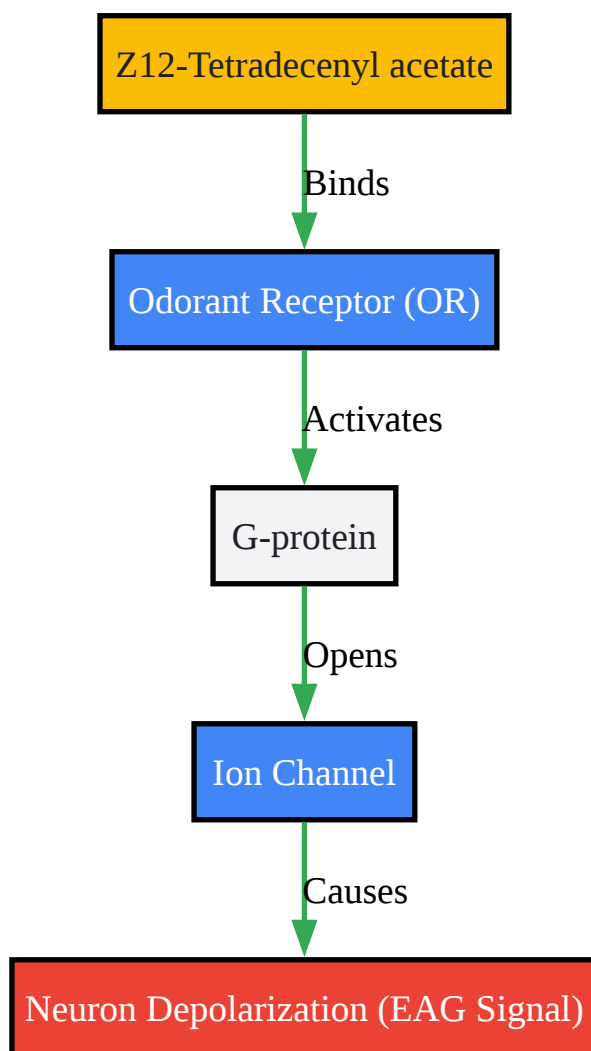 Z12-Tetradecenyl acetate
Binds
Odorant Receptor (OR)
Activates
G-protein
Opens
Ion Channel
Causes
Neuron Depolarization (EAG Signal)